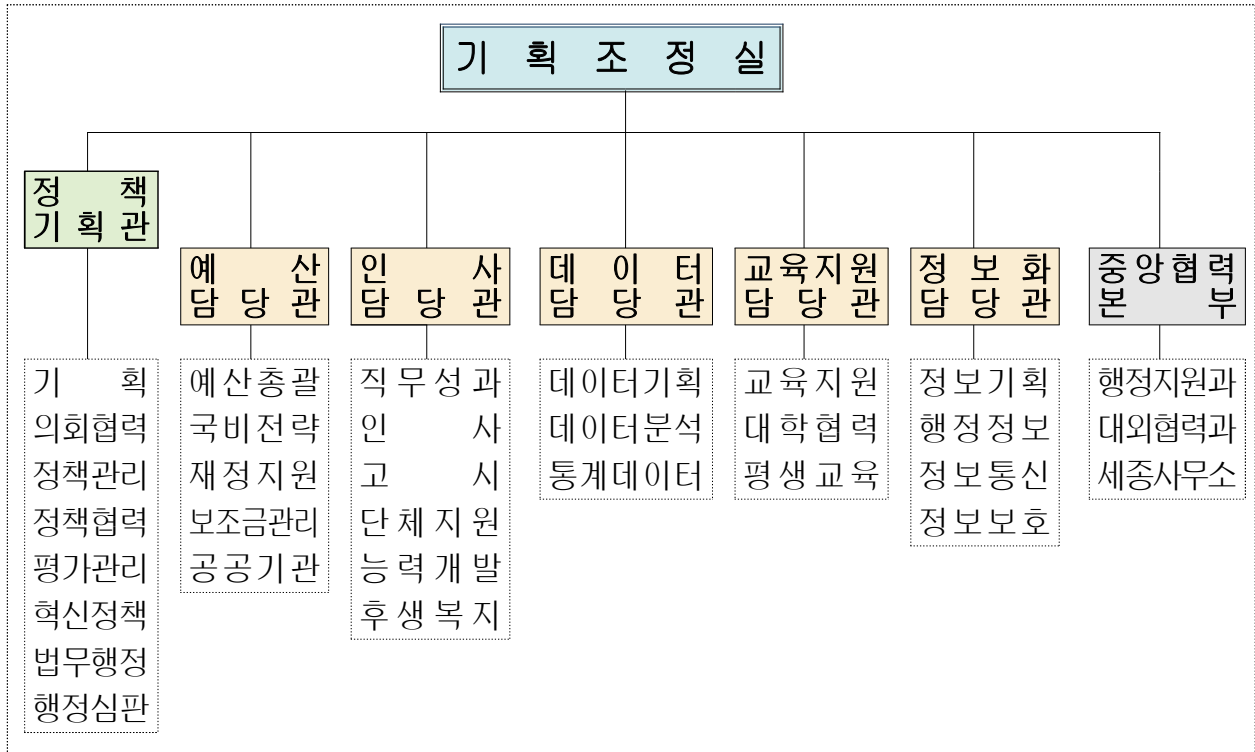 기획조정실
정책
기획관
예산
담당관
인사
담당관
데이터
담당관
교육지원
담당관
정보화
담당관
중앙협력
본부
기획
의회협력
정책관리
정책협력
평가관리
혁신정책
법무행정
행정심판
예산총괄
국비전략
재정지원
보조금관리
공공기관
직무성과
인사
고시
단체지원
능력개발
후생복지
데이터기획
데이터분석
통계데이터
교육지원
대학협력
평생교육
정보기획
행정정보
정보통신
정보보호
행정지원과
대외협력과
세종사무소